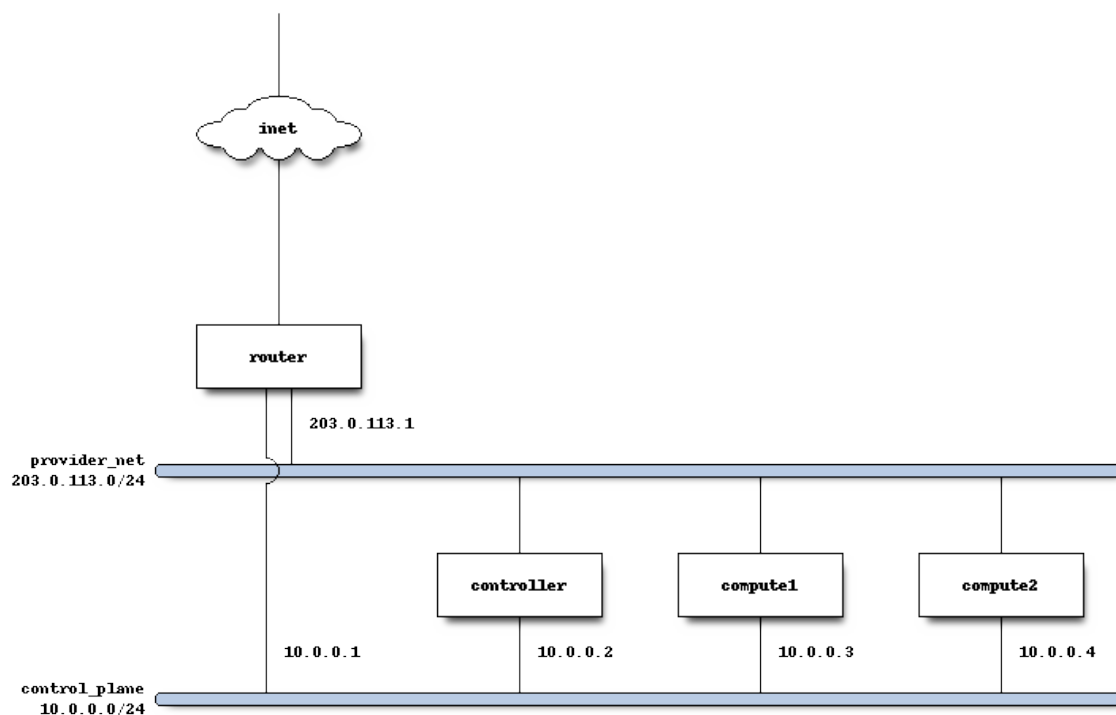 inet
router
203.0.113.1
provider_net
203.0.113.0/24
controller
compute1
compute2
10.0.0.1
10.0.0.2
10.0.0.3
10.0.0.4
control_plane
10.0.0.0/24